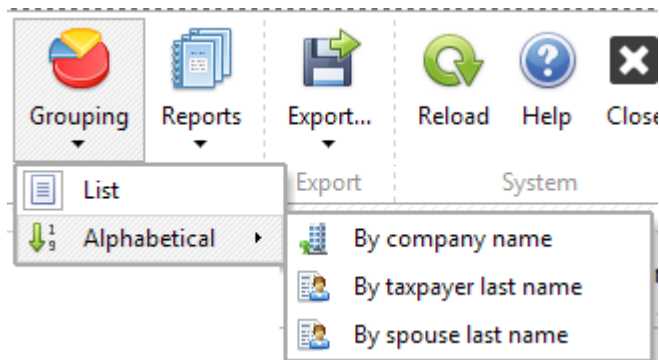 Grouping Reports Export... Reload Help Close
Export System
List
Alphabetical
By company name
By taxpayer last name
By spouse last name